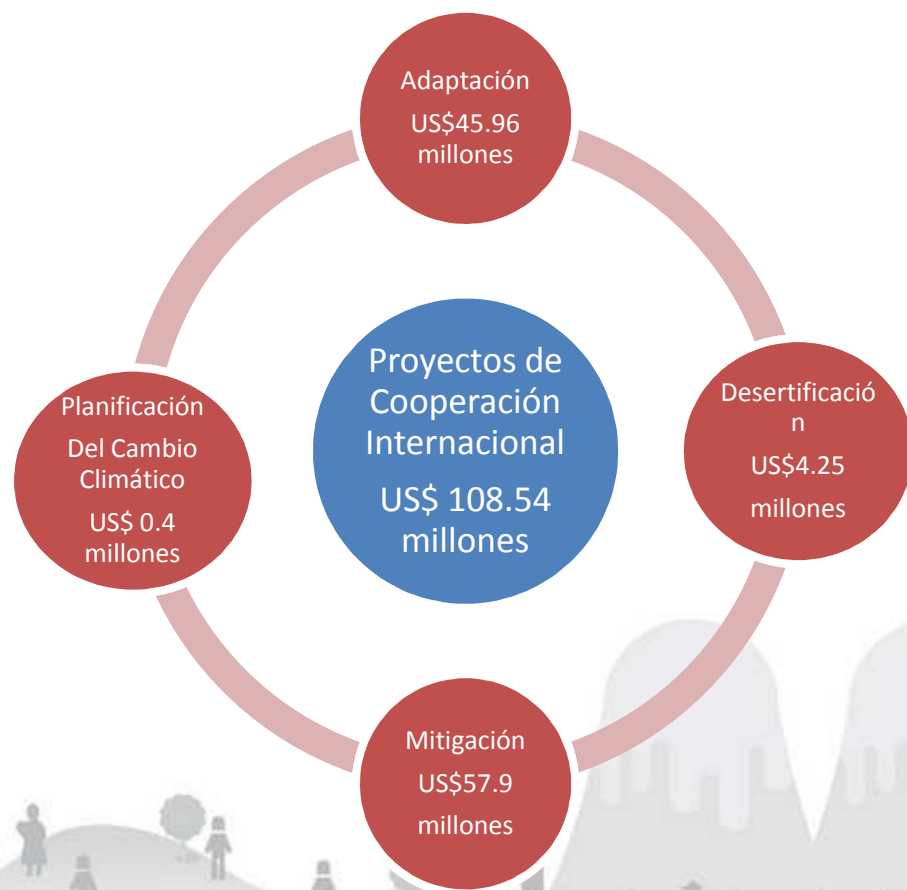 Adaptación
US$45.96
millones
Proyectos de
Cooperación
Internacional
US$ 108.54
millones
Desertificació
n
US$4.25
millones
Planificación
Del Cambio
Climático
US$ 0.4
millones
Mitigación
US$57.9
millones